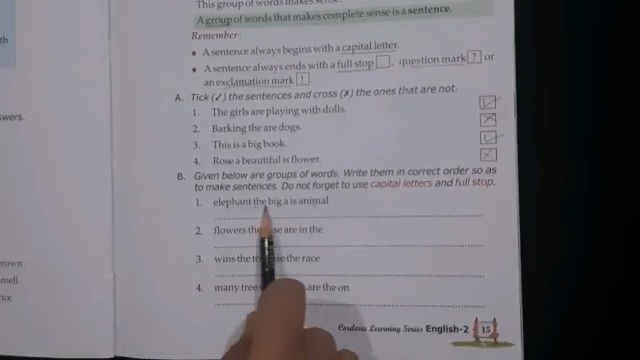 This group of words makes sense.
A group of words that makes complete sense is a sentence.
Remember:
• A sentence always begins with a capital letter.
• A sentence always ends with a full stop ., question mark ? or
an exclamation mark !.
A. Tick (✓) the sentences and cross (✗) the ones that are not.
1. The girls are playing with dolls.
2. Barking the are dogs.
3. This is a big book.
4. Rose a beautiful is flower.
B. Given below are groups of words. Write them in correct order so as
to make sentences. Do not forget to use capital letters and full stop.
1. elephant the big a is animal
2. flowers are in the
3. wins the the race
4. many are the on
Cordova Learning Series English-2 15